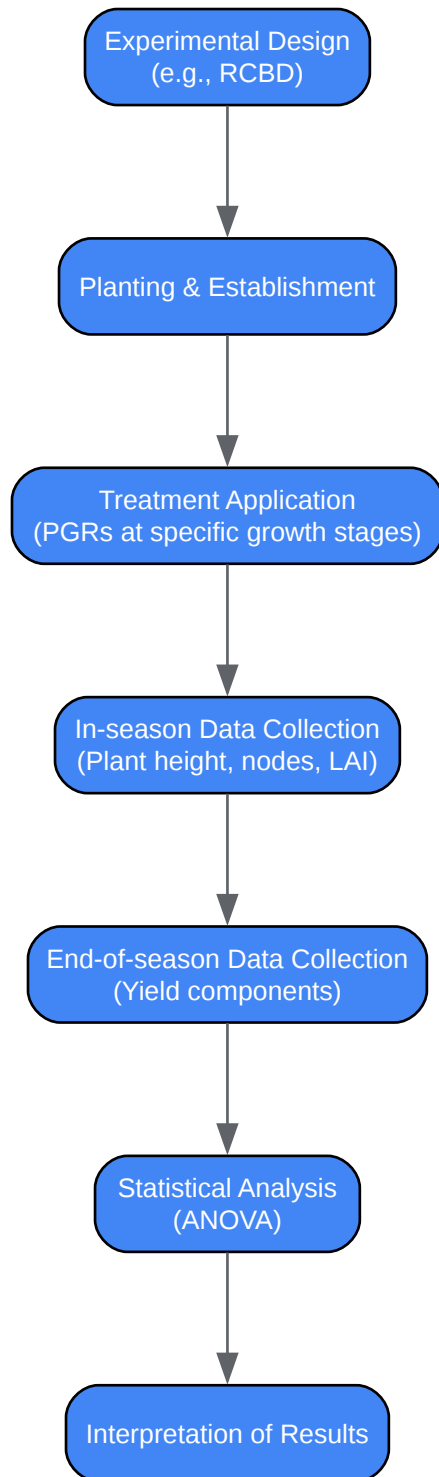 Experimental Design
(e.g., RCBD)
Planting & Establishment
Treatment Application
(PGRs at specific growth stages)
In-season Data Collection
(Plant height, nodes, LAI)
End-of-season Data Collection
(Yield components)
Statistical Analysis
(ANOVA)
Interpretation of Results